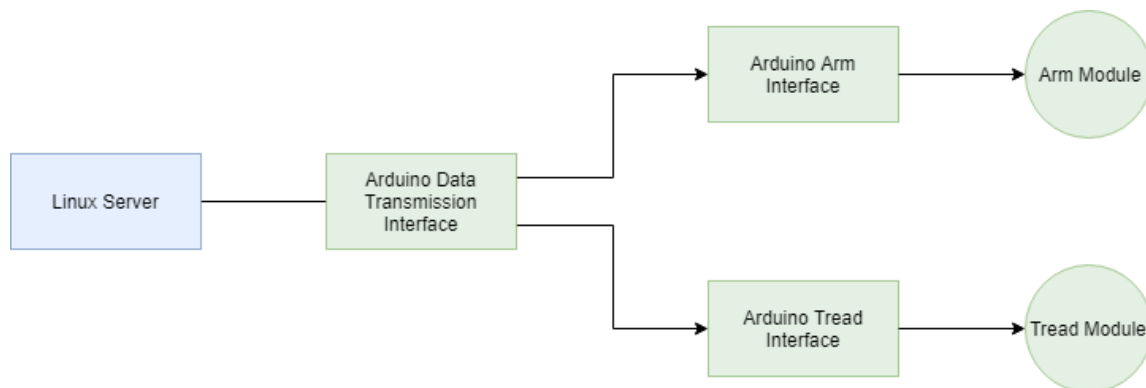 Arduino Arm
Interface
Arm Module
Linux Server
Arduino Data
Transmission
Interface
Arduino Tread
Interface
Tread Module